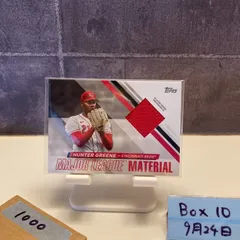 Topps
HUNTER GREENE
CINCINNATI REDS
MAJOR LEAGUE MATERIAL
1000
Box 10
9月24日